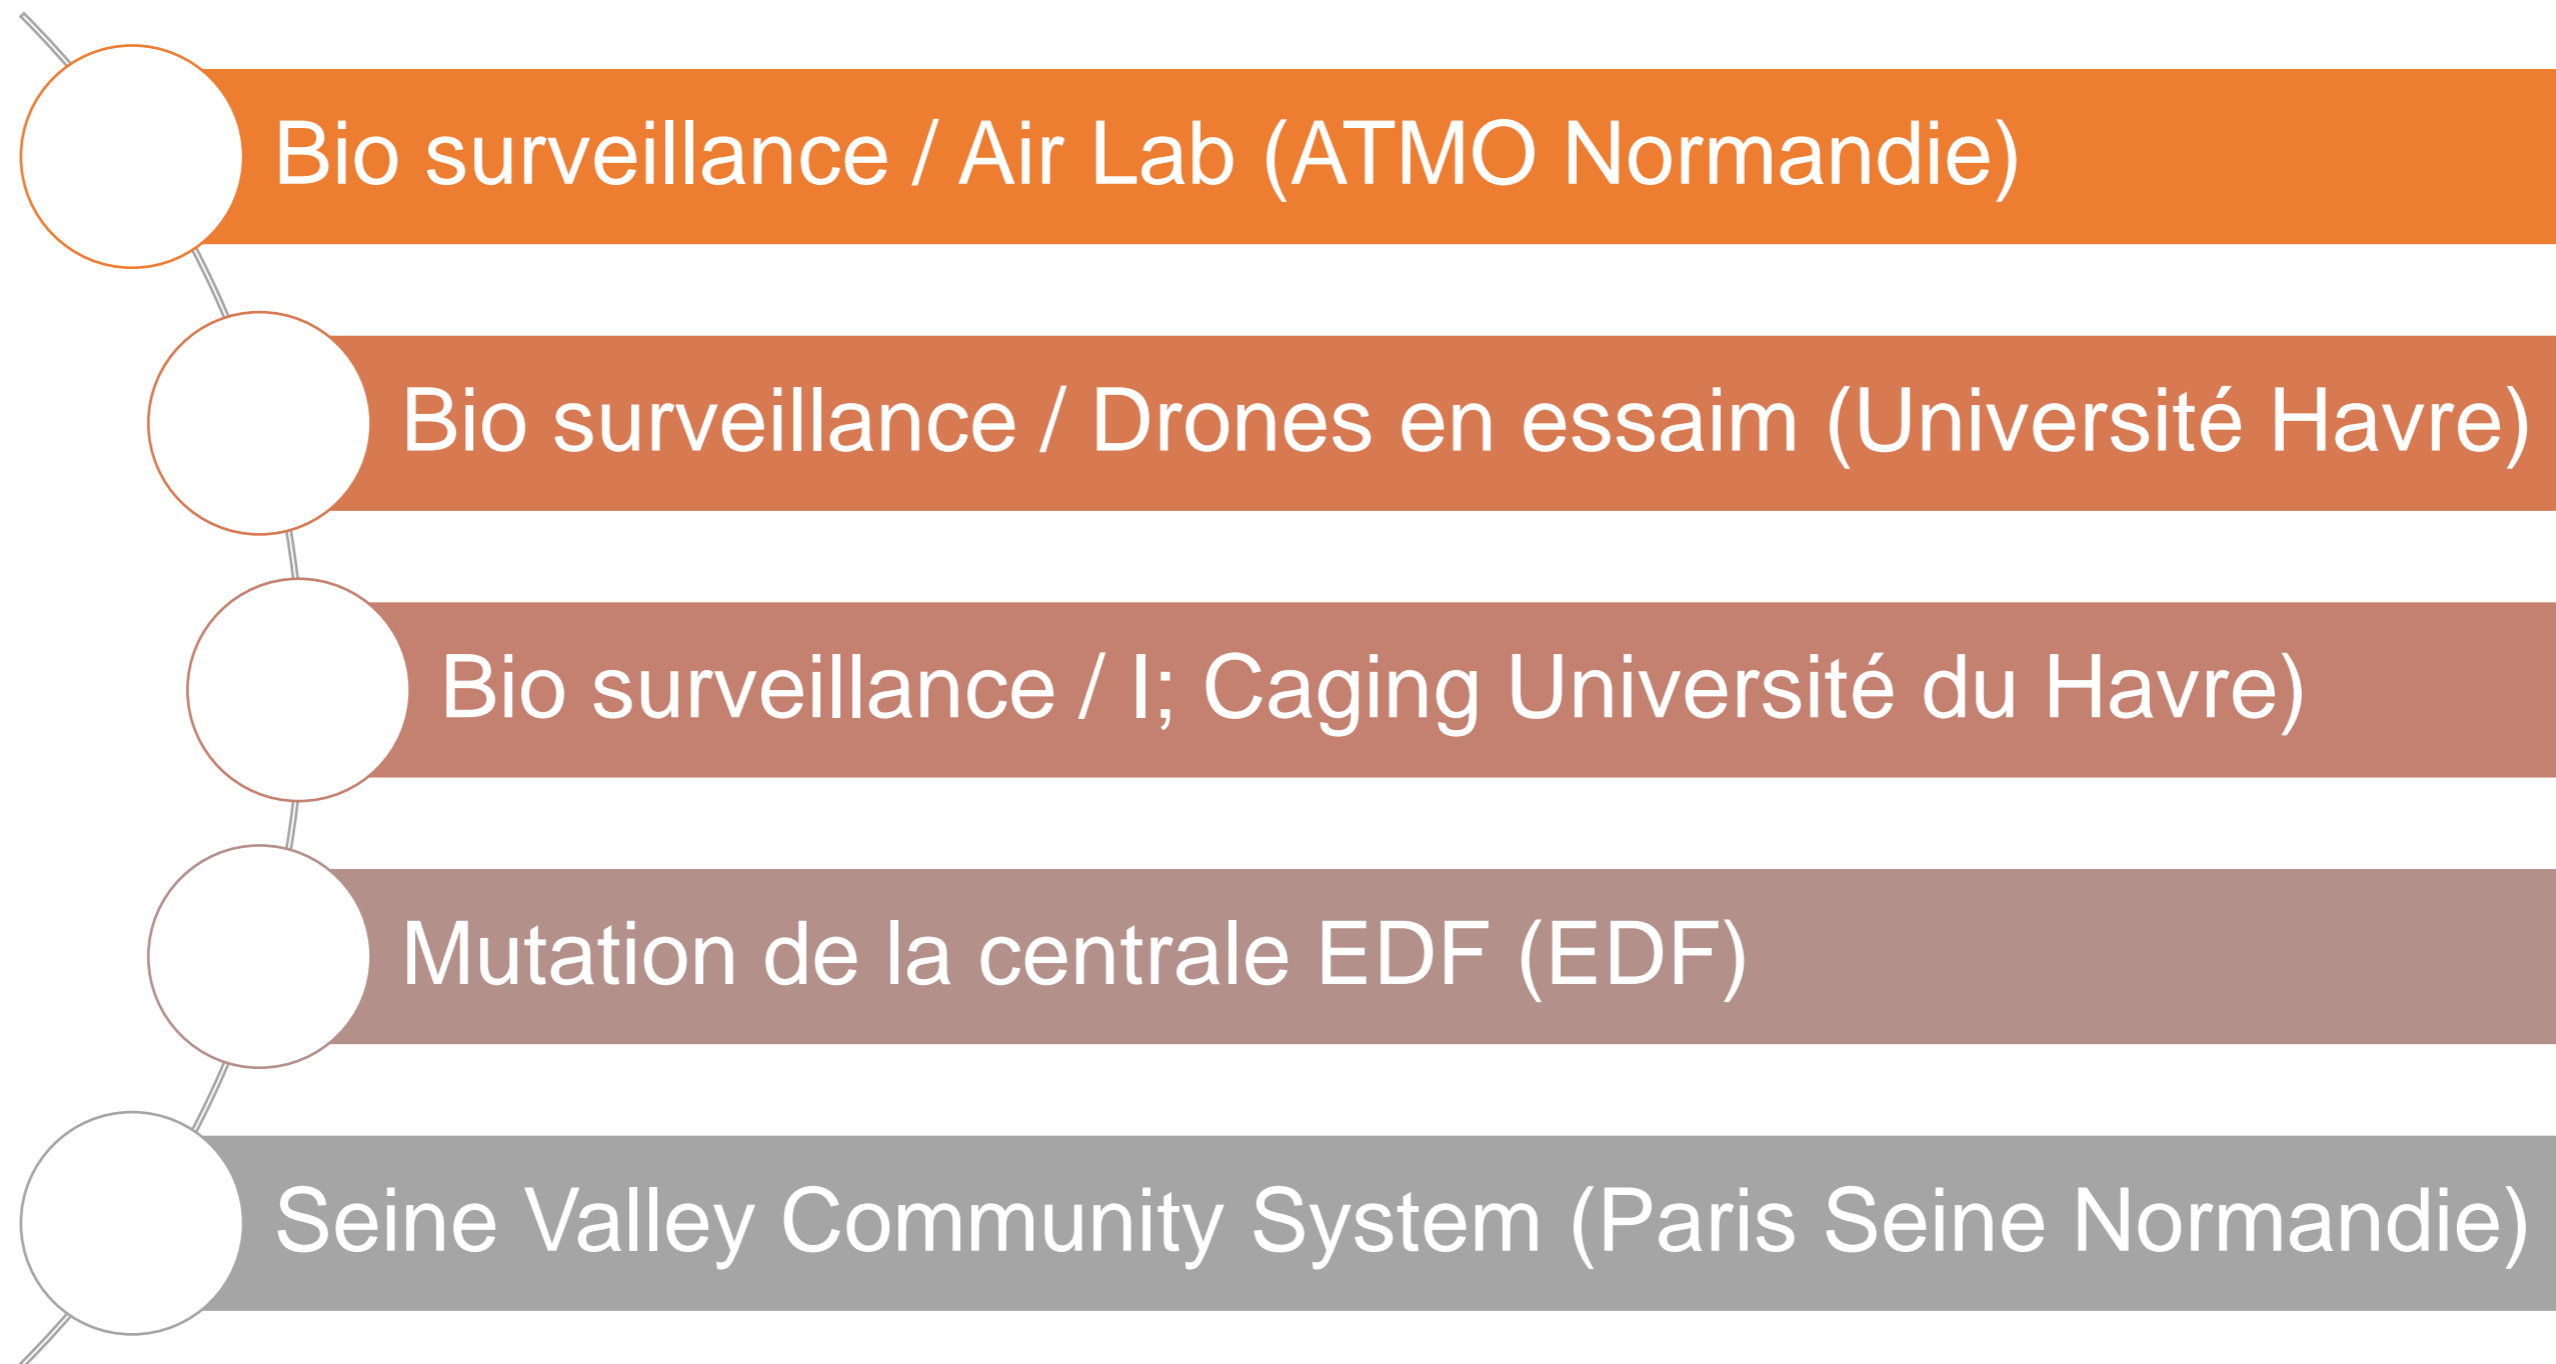 Bio surveillance / Air Lab (ATMO Normandie)
Bio surveillance / Drones en essaim (Université Havre)
Bio surveillance / I; Caging Université du Havre)
Mutation de la centrale EDF (EDF)
Seine Valley Community System (Paris Seine Normandie)